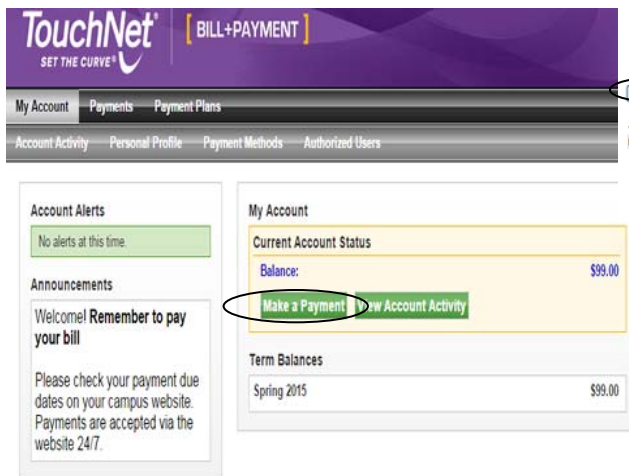 TouchNet®
[ BILL+PAYMENT ]
SET THE CURVE®
My Account Payments Payment Plans
Account Activity Personal Profile Payment Methods Authorized Users
Account Alerts
No alerts at this time.
Announcements
Welcome! Remember to pay
your bill
Please check your payment due
dates on your campus website.
Payments are accepted via the
website 24/7.
My Account
Current Account Status
Balance: $99.00
Make a Payment View Account Activity
Term Balances
Spring 2015 $99.00